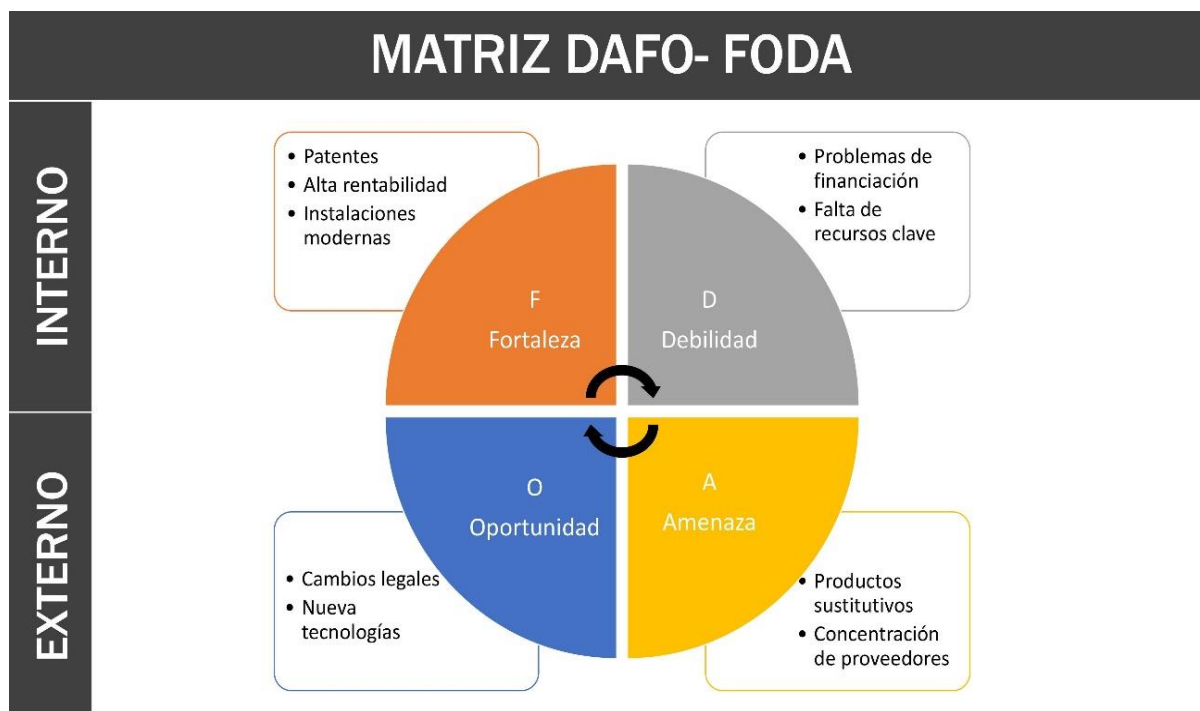 MATRIZ DAFO- FODA
INTERNO
• Patentes
• Alta rentabilidad
• Instalaciones
modernas
• Problemas de
financiación
• Falta de
recursos clave
F
Fortaleza
D
Debilidad
EXTERNO
O
Oportunidad
A
Amenaza
• Cambios legales
• Nueva
tecnologías
• Productos
sustitutivos
• Concentración
de proveedores